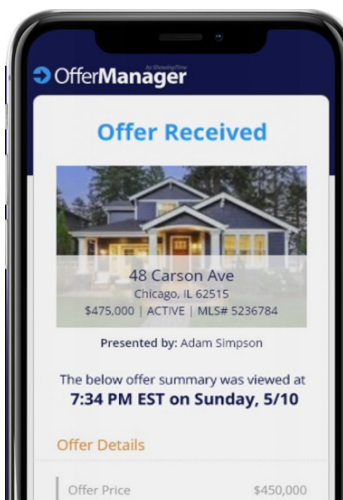 by ShowingTime
OfferManager
Offer Received
48 Carson Ave
Chicago, IL 62515
$475,000 | ACTIVE | MLS# 5236784
Presented by: Adam Simpson
The below offer summary was viewed at
7:34 PM EST on Sunday, 5/10
Offer Details
Offer Price $450,000